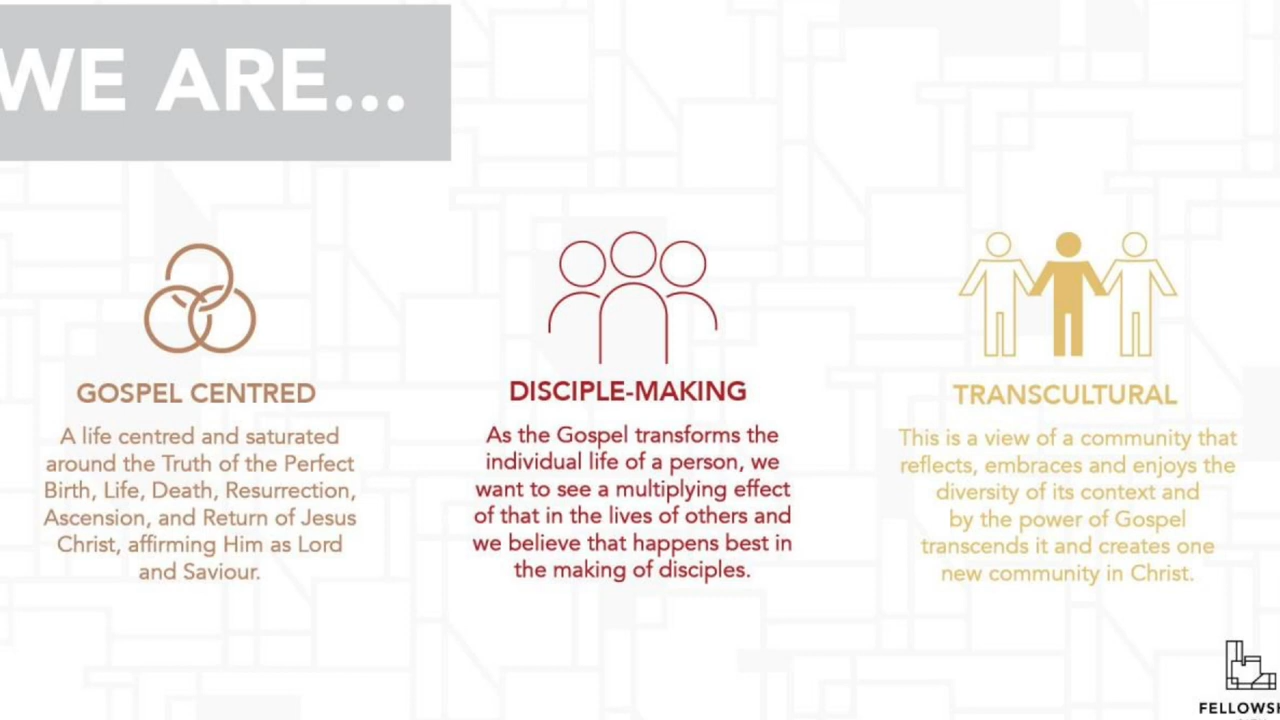 WE ARE...
GOSPEL CENTRED
A life centred and saturated
around the Truth of the Perfect
Birth, Life, Death, Resurrection,
Ascension, and Return of Jesus
Christ, affirming Him as Lord
and Saviour.
DISCIPLE-MAKING
As the Gospel transforms the
individual life of a person, we
want to see a multiplying effect
of that in the lives of others and
we believe that happens best in
the making of disciples.
TRANSCULTURAL
This is a view of a community that
reflects, embraces and enjoys the
diversity of its context and
by the power of Gospel
transcends it and creates one
new community in Christ.
FELLOWSH